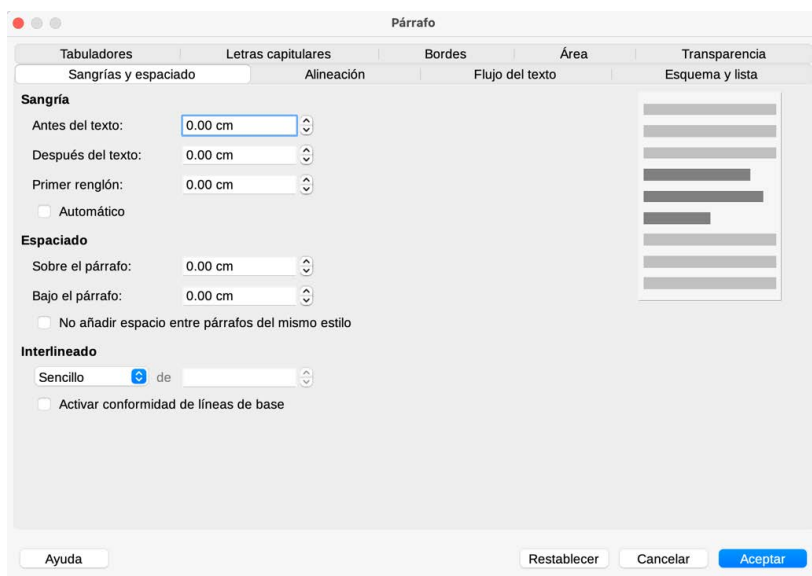 Párrafo
Tabuladores Letras capitulares Bordes Área Transparencia
Sangrías y espaciado Alineación Flujo del texto Esquema y lista
Sangría
Antes del texto: 0.00 cm
Después del texto: 0.00 cm
Primer renglón: 0.00 cm
Automático
Espaciado
Sobre el párrafo: 0.00 cm
Bajo el párrafo: 0.00 cm
No añadir espacio entre párrafos del mismo estilo
Interlineado
Sencillo de
Activar conformidad de líneas de base
Ayuda Restablecer Cancelar Aceptar